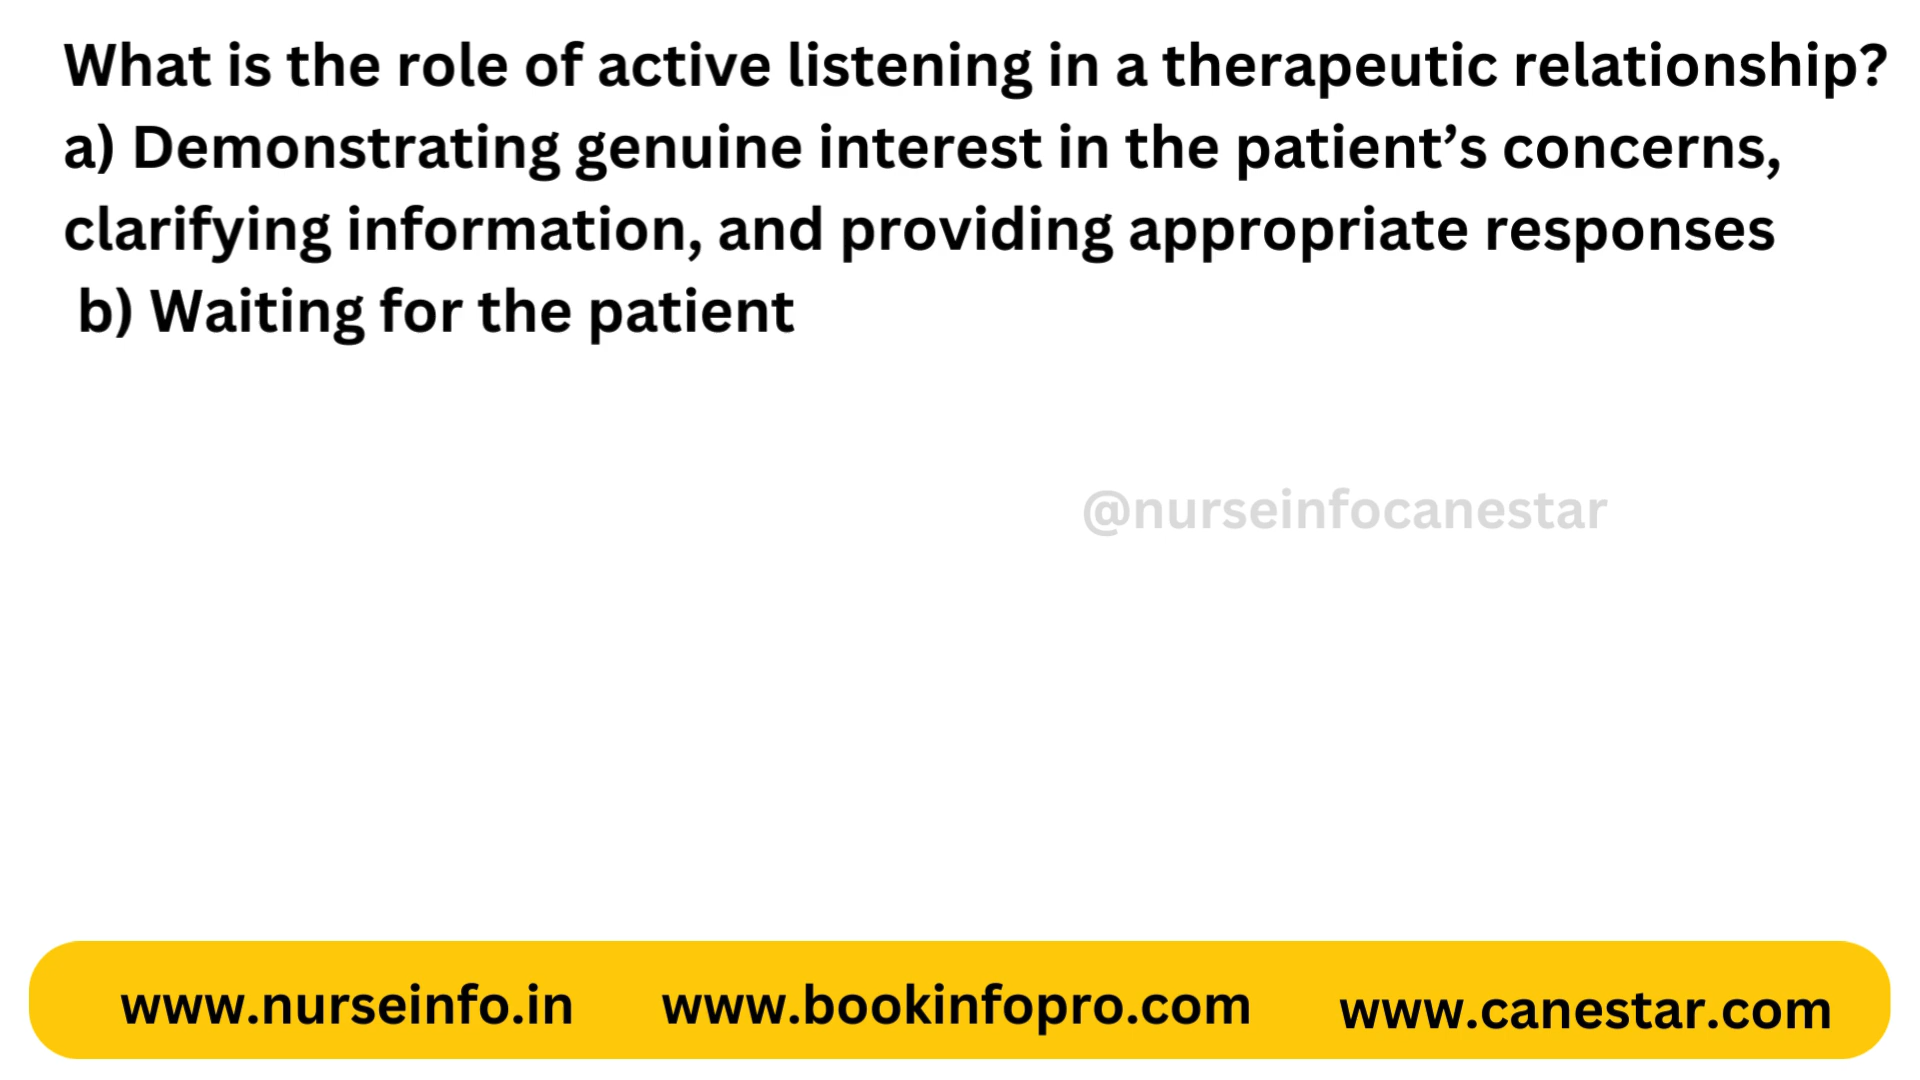 What is the role of active listening in a therapeutic relationship?
a) Demonstrating genuine interest in the patient’s concerns,
clarifying information, and providing appropriate responses
b) Waiting for the patient
@nurseinfocanestar
www.nurseinfo.in www.bookinfopro.com www.canestar.com